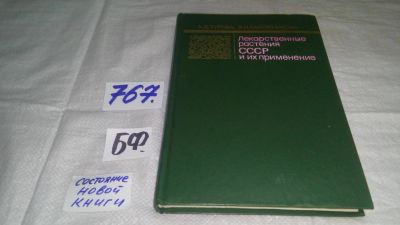 Лекарственные
растения
СССР
и их применение
767.
БФ.
состояние
новой
книги